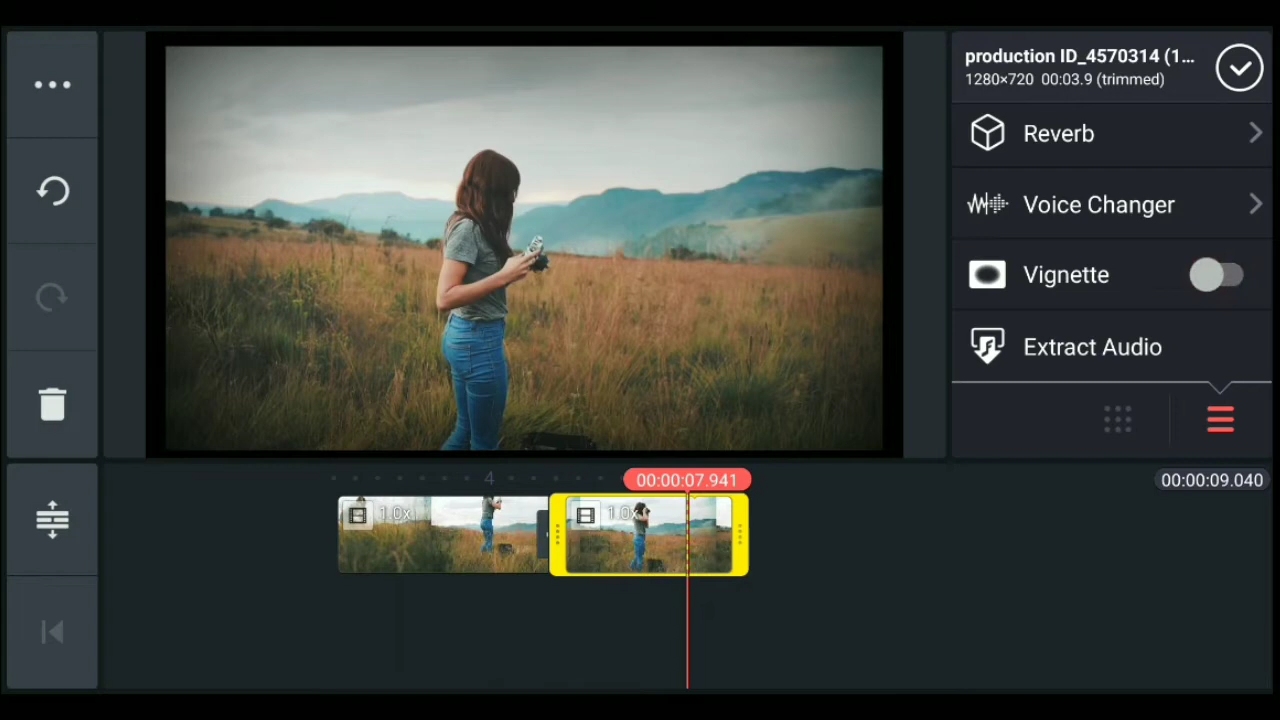 production ID_4570314 (1...
1280×720 00:03.9 (trimmed)
Reverb
Voice Changer
Vignette
Extract Audio
4
00:00:07.941
00:00:09.040
1.0x
1.0x